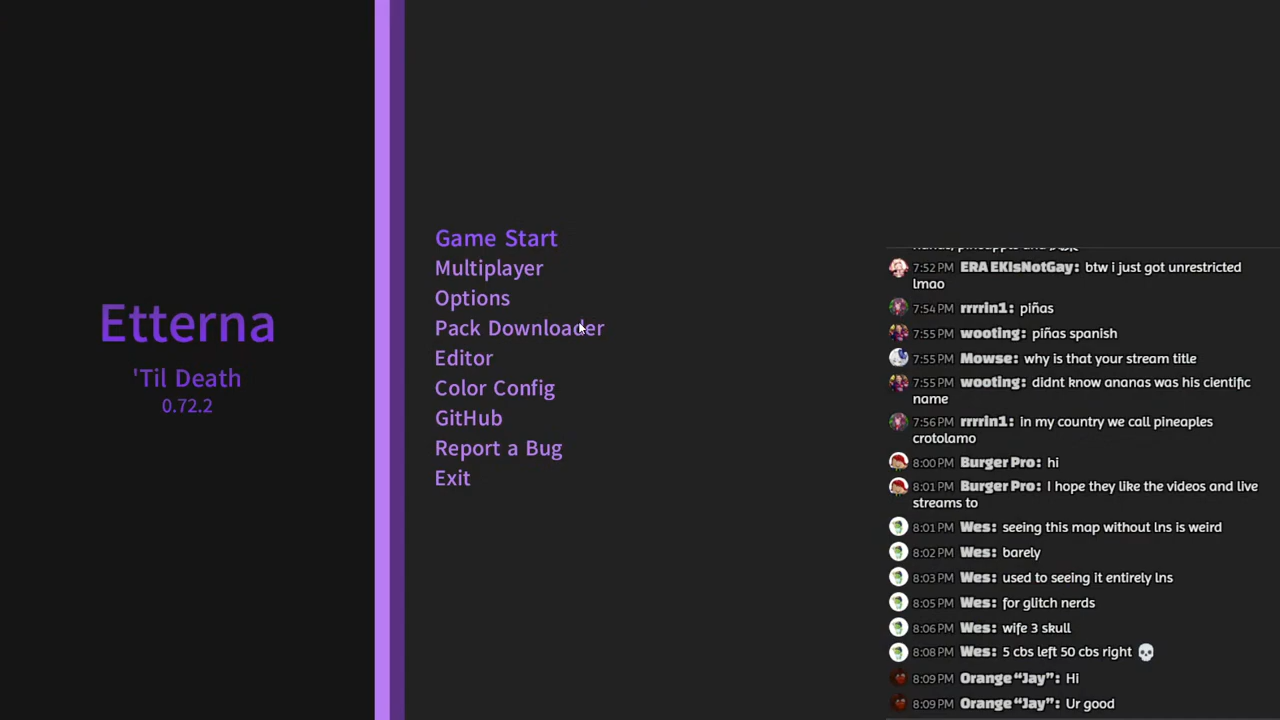 Etterna
'Til Death
0.72.2
Game Start
Multiplayer
Options
Pack Downloader
Editor
Color Config
GitHub
Report a Bug
Exit
7:52 PM ERA EKIsNotGay: btw i just got unrestricted
lmao
7:54 PM rrrrin1: piñas
7:55 PM wooting: piñas spanish
7:55 PM Mowse: why is that your stream title
7:55 PM wooting: didnt know ananas was his cientific
name
7:56 PM rrrrin1: in my country we call pineaples
crotolamo
8:00 PM Burger Pro: hi
8:01 PM Burger Pro: I hope they like the videos and live
streams to
8:01 PM Wes: seeing this map without lns is weird
8:02 PM Wes: barely
8:03 PM Wes: used to seeing it entirely lns
8:05 PM Wes: for glitch nerds
8:06 PM Wes: wife 3 skull
8:08 PM Wes: 5 cbs left 50 cbs right 💀
8:09 PM Orange “Jay”: Hi
8:09 PM Orange “Jay”: Ur good